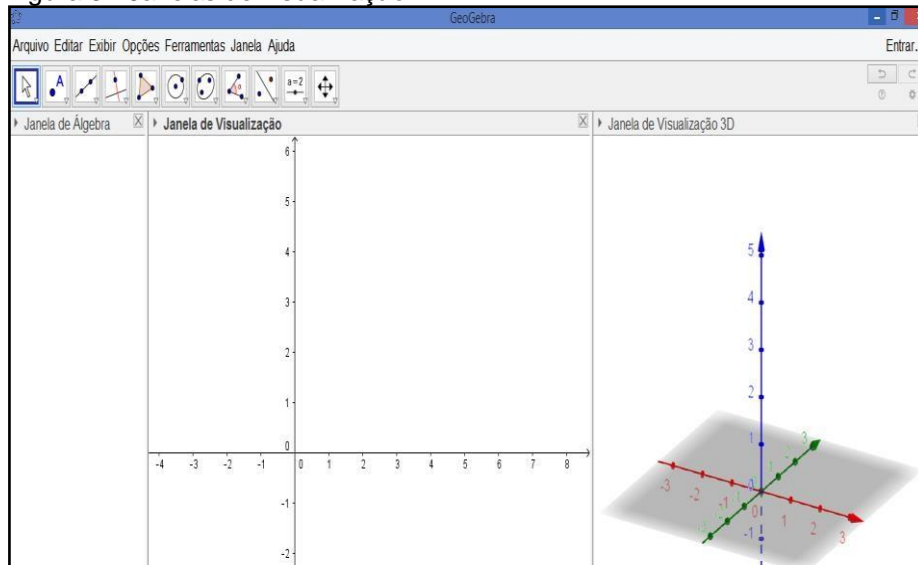 GeoGebra
Arquivo Editar Exibir Opções Ferramentas Janela Ajuda
Entrar.
A
a=2
Janela de Álgebra
Janela de Visualização
Janela de Visualização 3D
6
5
4
3
2
1
0
-4 -3 -2 -1 0 1 2 3 4 5 6 7 8
-1
-2
5
4
3
2
1
0
-1
-3 -2 -1 0 1 2 3
3